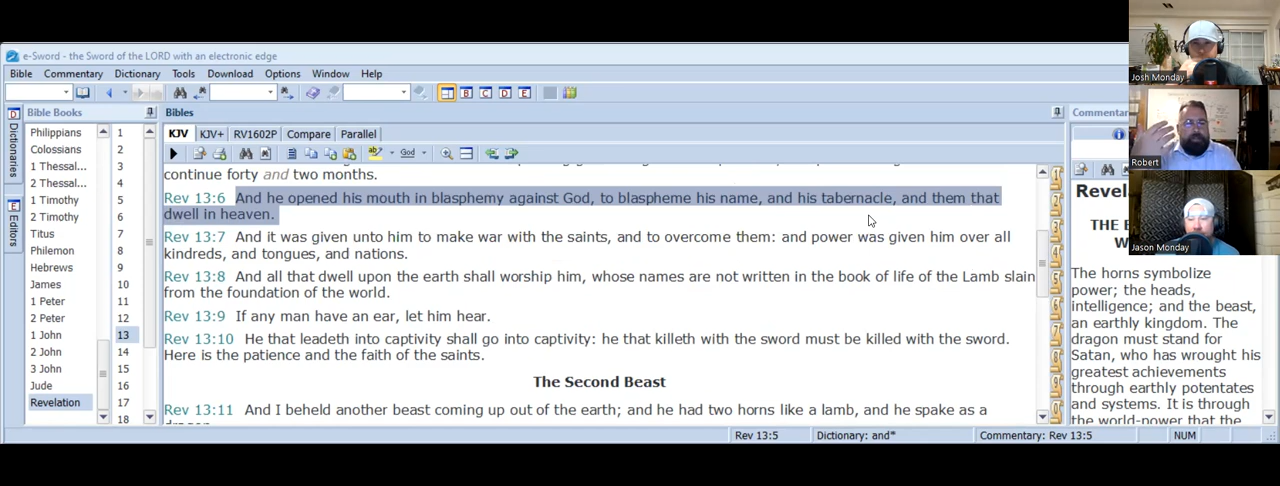 e-Sword - the Sword of the LORD with an electronic edge
Bible Commentary Dictionary Tools Download Options Window Help
B C D E
Dictionaries
Editors
Bible Books
Philippians
Colossians
1 Thessal...
2 Thessal...
1 Timothy
2 Timothy
Titus
Philemon
Hebrews
James
1 Peter
2 Peter
1 John
2 John
3 John
Jude
Revelation
1
2
3
4
5
6
7
8
9
10
11
12
13
14
15
16
17
18
Bibles
KJV KJV+ RV1602P Compare Parallel
God
continue forty and two months.
Rev 13:6 And he opened his mouth in blasphemy against God, to blaspheme his name, and his tabernacle, and them that
dwell in heaven.
Rev 13:7 And it was given unto him to make war with the saints, and to overcome them: and power was given him over all
kindreds, and tongues, and nations.
Rev 13:8 And all that dwell upon the earth shall worship him, whose names are not written in the book of life of the Lamb slain
from the foundation of the world.
Rev 13:9 If any man have an ear, let him hear.
Rev 13:10 He that leadeth into captivity shall go into captivity: he that killeth with the sword must be killed with the sword.
Here is the patience and the faith of the saints.
The Second Beast
Rev 13:11 And I beheld another beast coming up out of the earth; and he had two horns like a lamb, and he spake as a
Commentar
Revel
THE B
W
The horns symbolize
power; the heads,
intelligence; and the beast,
an earthly kingdom. The
dragon must stand for
Satan, who has wrought his
greatest achievements
through earthly potentates
and systems. It is through
the world-power that the
Josh Monday
Robert
Jason Monday
Rev 13:5 Dictionary: and* Commentary: Rev 13:5 NUM